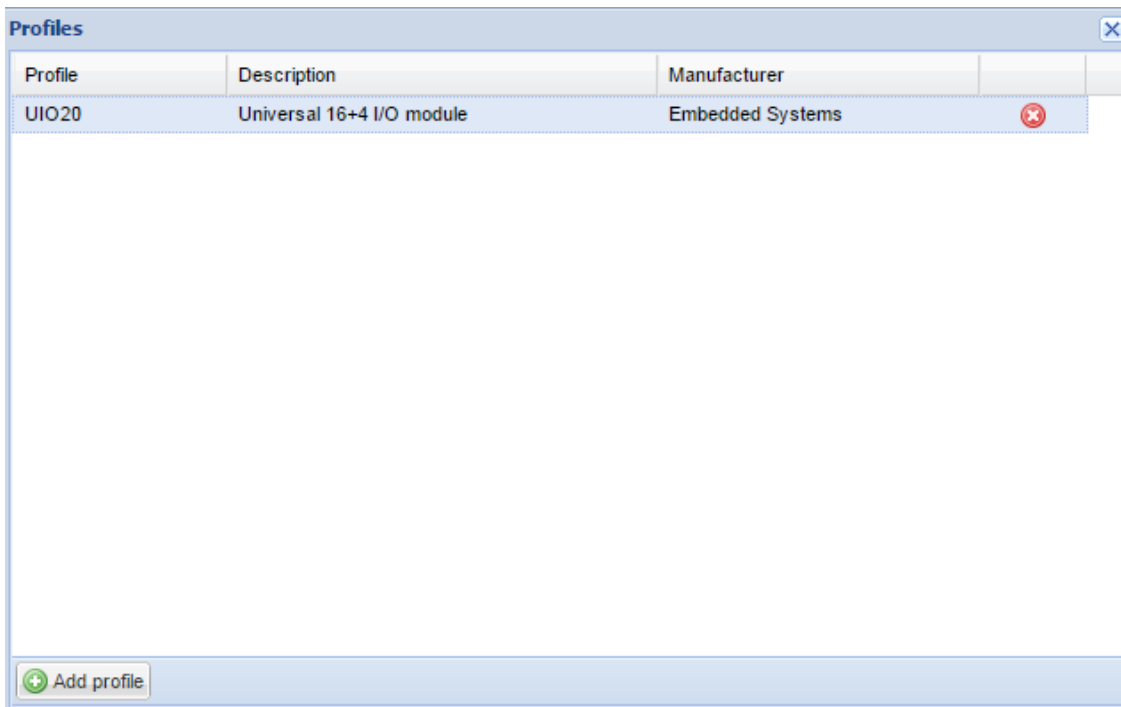 Profiles
Profile Description Manufacturer
UIO20 Universal 16+4 I/O module Embedded Systems
Add profile